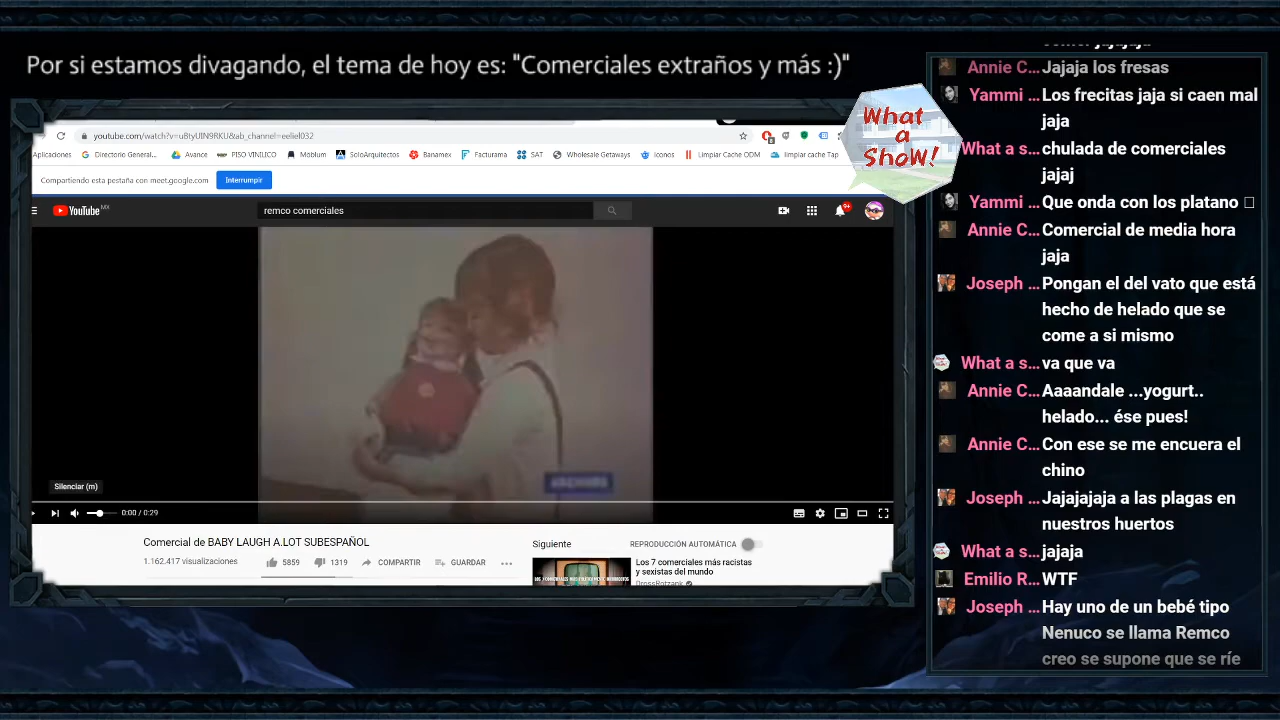 Por si estamos divagando, el tema de hoy es: "Comerciales extraños y más :)"
What
a
ShoW!
youtube.com/watch?v=u8tyUIN9RKU&ab_channel=eeliel032
Aplicaciones Directorio General... Avance PISO VINILICO Moblum SoloArquitectos Banamex Facturama SAT Wholesale Getaways Iconos Limpiar Cache ODM limpiar cache Tap
Compartiendo esta pestaña con meet.google.com Interrumpir
YouTube MX remco comerciales 9+
Silenciar (m)
0:00 / 0:29
Comercial de BABY LAUGH A.LOT SUBESPAÑOL
1.162.417 visualizaciones 5859 1319 COMPARTIR GUARDAR ...
Siguiente REPRODUCCIÓN AUTOMÁTICA
Los 7 comerciales más racistas
y sexistas del mundo
DrossRotzank
Annie C... Jajaja los fresas
Yammi ... Los frecitas jaja si caen mal
jaja
What a s... chulada de comerciales
jajaj
Yammi ... Que onda con los platano □
Annie C... Comercial de media hora
jaja
Joseph ... Pongan el del vato que está
hecho de helado que se
come a si mismo
What a s... va que va
Annie C... Aaaandale ...yogurt..
helado... ése pues!
Annie C... Con ese se me encuera el
chino
Joseph ... Jajajajaja a las plagas en
nuestros huertos
What a s... jajaja
Emilio R... WTF
Joseph ... Hay uno de un bebé tipo
Nenuco se llama Remco
creo se supone que se ríe